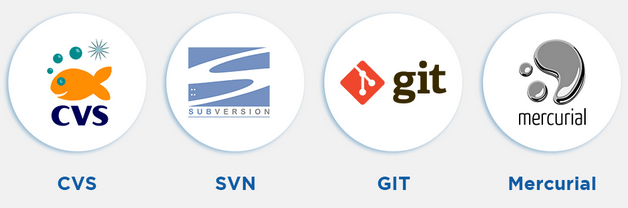 CVS
SUBVERSION
git
mercurial
CVS
SVN
GIT
Mercurial